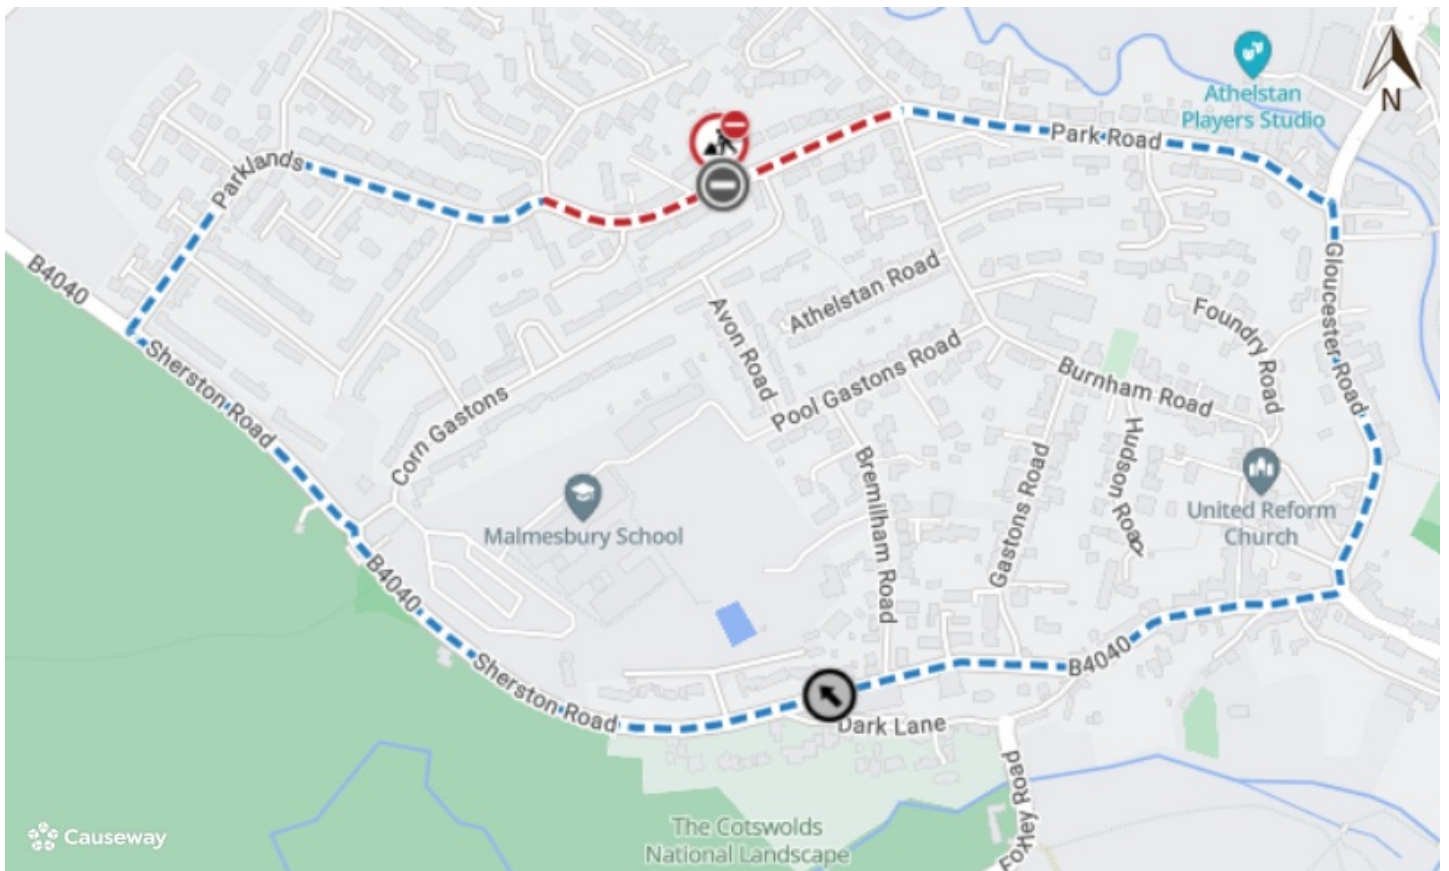 Athelstan
Players Studio
N
Park Road
Parklands
B4040
Gloucester Road
Athelstan Road
Avon Road
Foundry Road
Sherston Road
Pool Gastons Road
Burnham Road
Corn Gastons
Hudson Road
Bremilham Road
Gastons Road
United Reform
Church
Malmesbury School
B4040
B4040
Sherston Road
Dark Lane
Foxley Road
Causeway
The Cotswolds
National Landscape